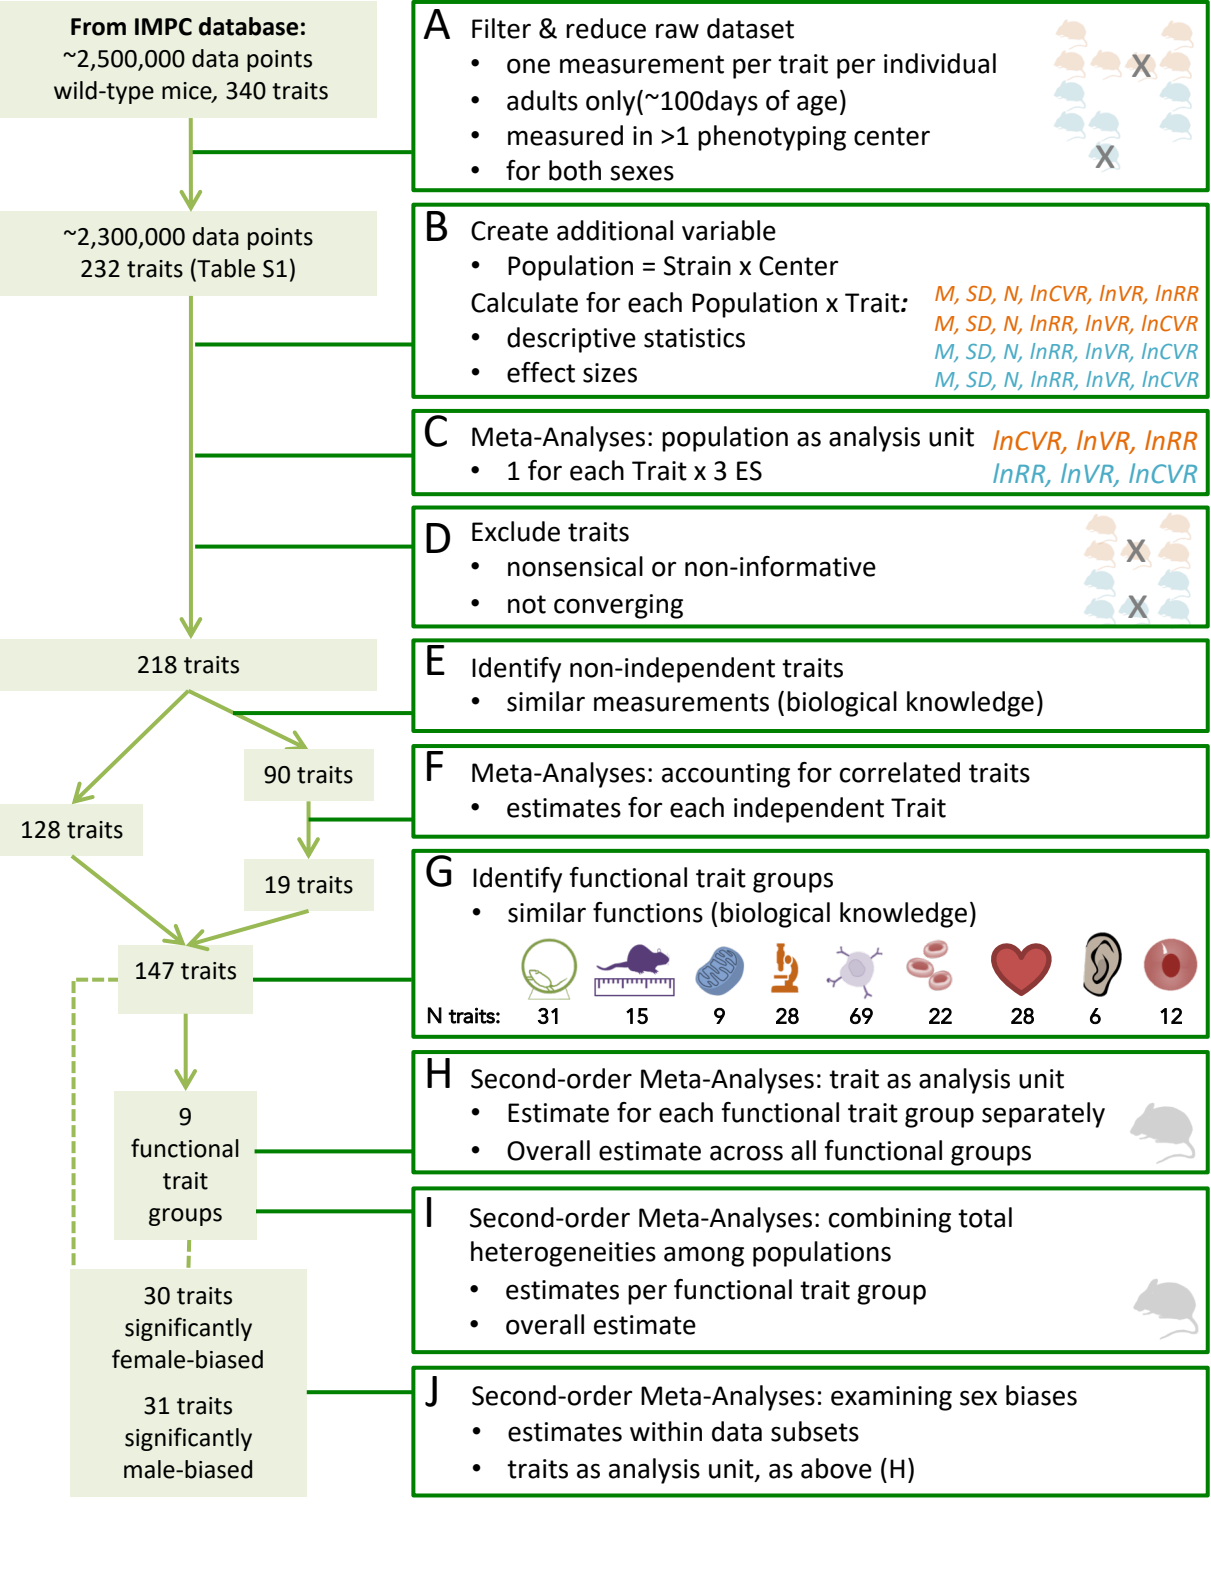 From IMPC database:
~2,500,000 data points
wild-type mice, 340 traits
A Filter & reduce raw dataset
• one measurement per trait per individual
• adults only(~100days of age)
• measured in >1 phenotyping center
• for both sexes
X
X
~2,300,000 data points
232 traits (Table S1)
B Create additional variable
• Population = Strain x Center
Calculate for each Population x Trait:
• descriptive statistics
• effect sizes
M, SD, N, lnCVR, lnVR, lnRR
M, SD, N, lnRR, lnVR, lnCVR
M, SD, N, lnRR, lnVR, lnCVR
M, SD, N, lnRR, lnVR, lnCVR
C Meta-Analyses: population as analysis unit
• 1 for each Trait x 3 ES
lnCVR, lnVR, lnRR
lnRR, lnVR, lnCVR
D Exclude traits
• nonsensical or non-informative
• not converging
X
X
218 traits
E Identify non-independent traits
• similar measurements (biological knowledge)
90 traits
128 traits
F Meta-Analyses: accounting for correlated traits
• estimates for each independent Trait
19 traits
147 traits
G Identify functional trait groups
• similar functions (biological knowledge)
N traits: 31 15 9 28 69 22 28 6 12
9
functional
trait
groups
H Second-order Meta-Analyses: trait as analysis unit
• Estimate for each functional trait group separately
• Overall estimate across all functional groups
I Second-order Meta-Analyses: combining total
heterogeneities among populations
• estimates per functional trait group
• overall estimate
30 traits
significantly
female-biased
31 traits
significantly
male-biased
J Second-order Meta-Analyses: examining sex biases
• estimates within data subsets
• traits as analysis unit, as above (H)